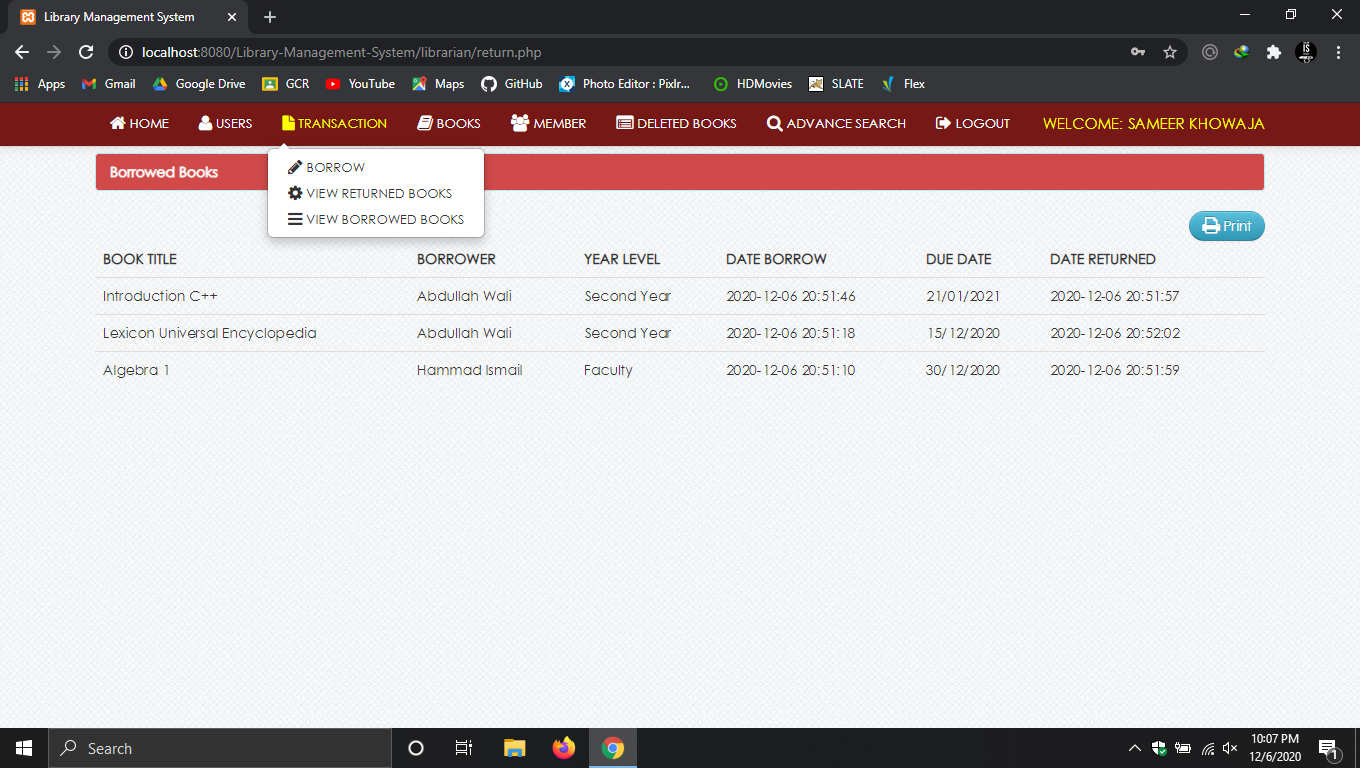 Library Management System
localhost:8080/Library-Management-System/librarian/return.php
Apps Gmail Google Drive GCR YouTube Maps GitHub Photo Editor : Pixlr... HDMovies SLATE Flex
HOME USERS TRANSACTION BOOKS MEMBER DELETED BOOKS ADVANCE SEARCH LOGOUT WELCOME: SAMEER KHOWAJA
Borrowed Books
BORROW
VIEW RETURNED BOOKS
VIEW BORROWED BOOKS
Print
BOOK TITLE BORROWER YEAR LEVEL DATE BORROW DUE DATE DATE RETURNED
Introduction C++ Abdullah Wali Second Year 2020-12-06 20:51:46 21/01/2021 2020-12-06 20:51:57
Lexicon Universal Encyclopedia Abdullah Wali Second Year 2020-12-06 20:51:18 15/12/2020 2020-12-06 20:52:02
Algebra 1 Hammad Ismail Faculty 2020-12-06 20:51:10 30/12/2020 2020-12-06 20:51:59
Search
10:07 PM
12/6/2020
1